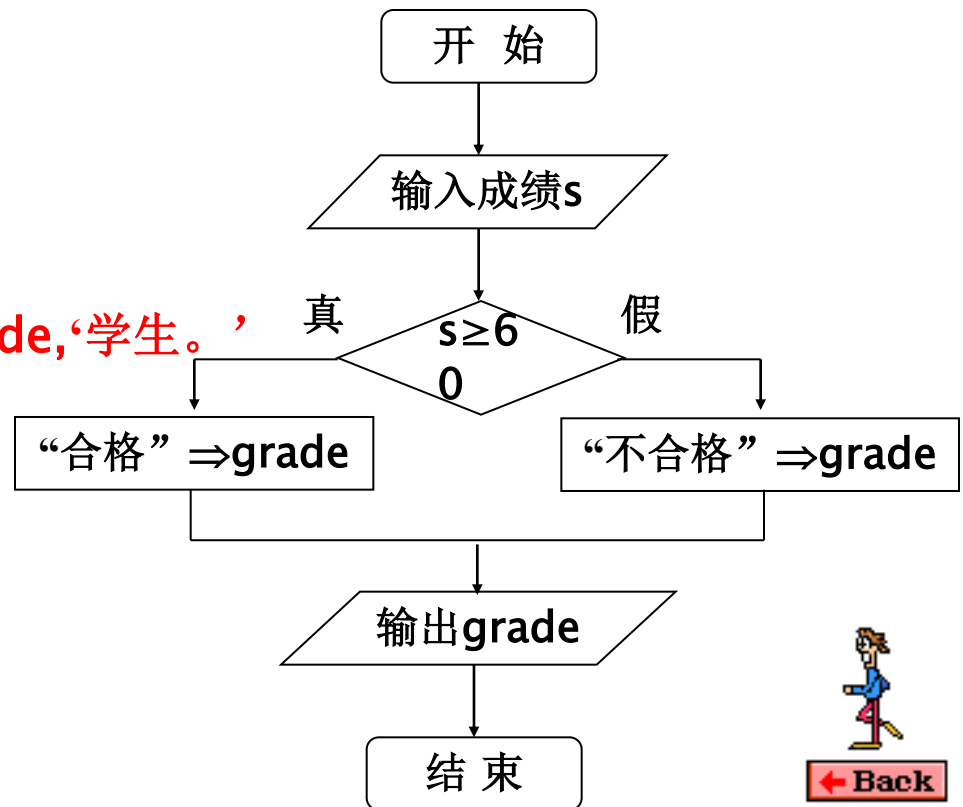 开 始
输入成绩s
真
假
de,‘学生。’
s≥6
0
“合格”⇒grade
“不合格”⇒grade
输出grade
结 束
Back